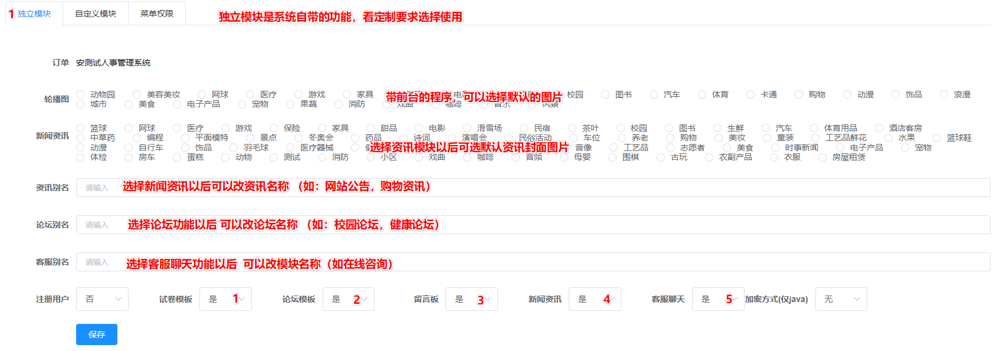 1 独立模块 自定义模块 菜单权限 独立模块是系统自带的功能，看定制要求选择使用
订单 安测试人事管理系统
轮播图 动物园 美容美妆 网球 医疗 游戏 家具 带前台的程序，可以选择默认的图片 校园 图书 汽车 体育 卡通 购物 动漫 饰品 浪漫
城市 美食 电子产品 宠物 果蔬 消防 戏曲 咖啡 音乐 风景
新闻资讯 篮球 网球 医疗 游戏 保险 家具 甜品 电影 滑雪场 民宿 茶叶 校园 图书 生鲜 汽车 体育用品 酒店客房
中草药 编程 平面模特 景点 冬奥会 药品 诗词 演唱会 民俗活动 车位 养老 购物 美妆 童装 工艺品鲜花 水果 篮球鞋
动漫 自行车 饰品 羽毛球 医疗器械 选择资讯模块以后可选默认资讯封面图片 音像 工艺品 志愿者 美食 时事新闻 电子产品 宠物
体检 房车 蛋糕 动物 测试 消防 小区 戏曲 咖啡 音频 母婴 围棋 古玩 农副产品 衣服 房屋租赁
资讯别名 请输入 选择新闻资讯以后可以改资讯名称 （如：网站公告，购物资讯）
论坛别名 请输入 选择论坛功能以后 可以改论坛名称 （如：校园论坛，健康论坛）
客服别名 请输入 选择客服聊天功能以后 可以改模块名称（如在线咨询）
注册用户 否 试卷模板 是 1 论坛模板 是 2 留言板 是 3 新闻资讯 是 4 客服聊天 是 5 加密方式(仅java) 无
保存